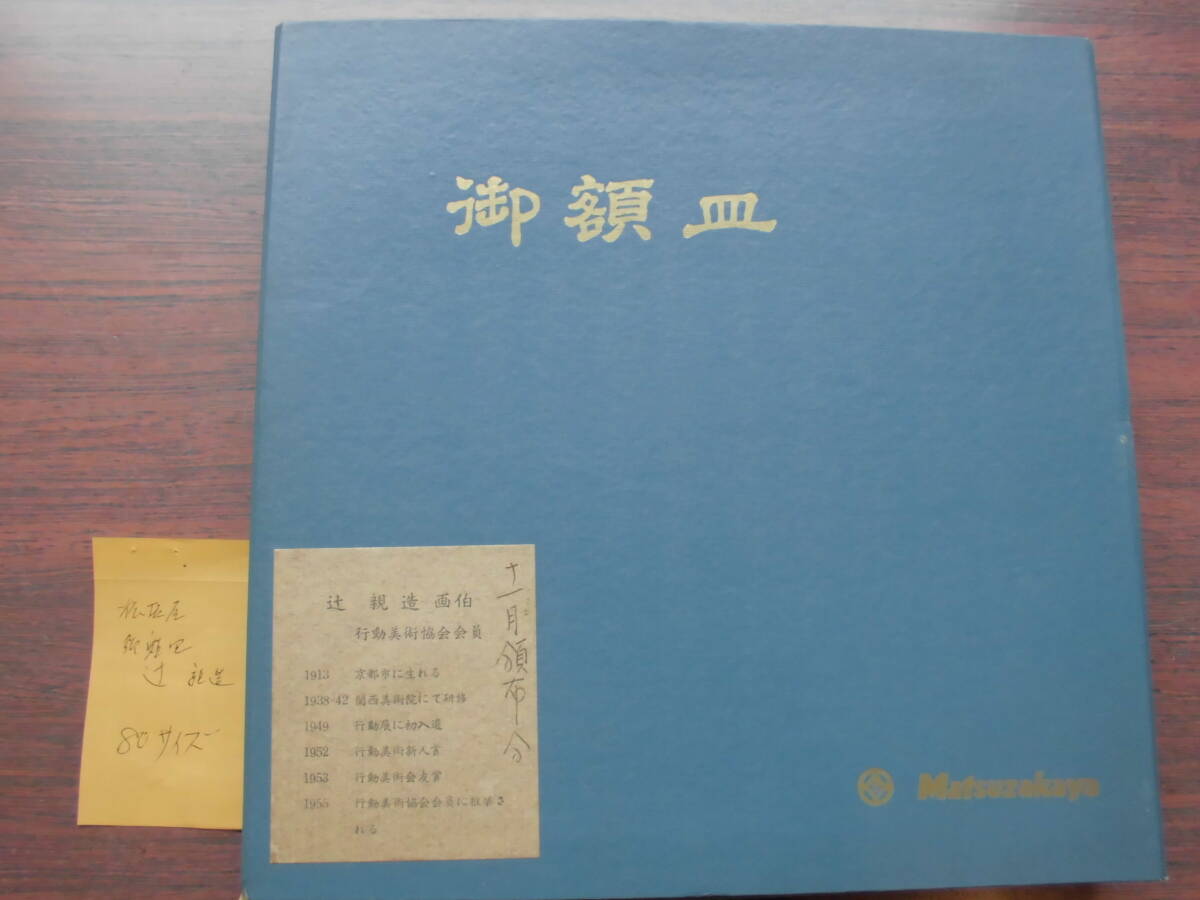 御額皿
辻 親造 画伯
行動美術協会会員
1913 京都市に生れる
1938-42 関西美術院にて研修
1949 行動展に初入選
1952 行動美術新人賞
1953 行動美術会友賞
1955 行動美術協会会員に推挙さ
れる
十一月頒布分
松坂屋
御額皿
辻 親造
80サイズ
Matsuzakaya